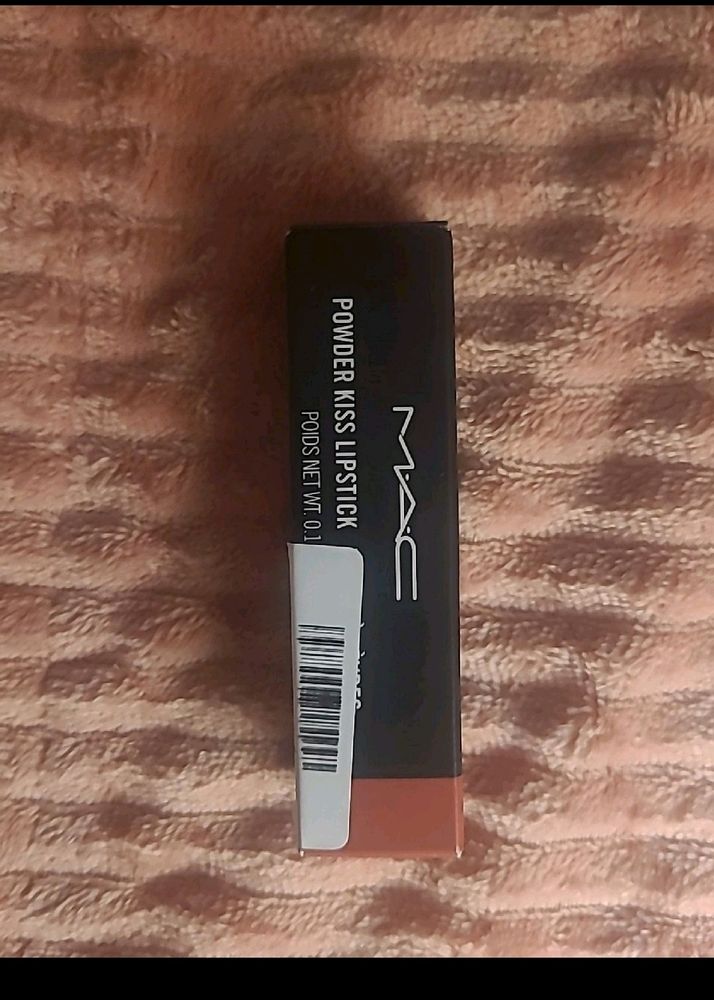 MAC
POWDER KISS LIPSTICK
POIDS NET WT. 0.1